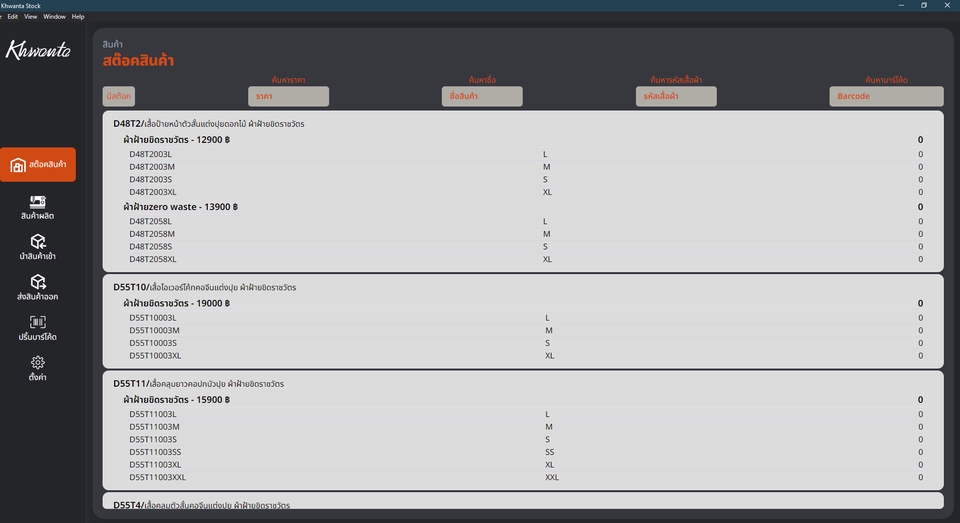 Khwanta Stock
Edit View Window Help
Khwanta
สินค้า
สต๊อคสินค้า
ค้นหาราคา ค้นหาชื่อ ค้นหารหัสเสื้อผ้า ค้นหาบาร์โค้ด
มีสต๊อค ราคา ชื่อสินค้า รหัสเสื้อผ้า Barcode
สต๊อคสินค้า
สินค้าผลิต
นำสินค้าเข้า
ส่งสินค้าออก
ปริ้นบาร์โค้ด
ตั้งค่า
D48T2/เสื้อป้ายหน้าตัวสั้นแต่งปุยดอกไม้ ผ้าฝ้ายขิดราชวัตร
ผ้าฝ้ายขิดราชวัตร - 12900 ฿ 0
D48T2003L L 0
D48T2003M M 0
D48T2003S S 0
D48T2003XL XL 0
ผ้าฝ้ายzero waste - 13900 ฿ 0
D48T2058L L 0
D48T2058M M 0
D48T2058S S 0
D48T2058XL XL 0
D55T10/เสื้อโอเวอร์โค้ทคอจีนแต่งปุย ผ้าฝ้ายขิดราชวัตร
ผ้าฝ้ายขิดราชวัตร - 19000 ฿ 0
D55T10003L L 0
D55T10003M M 0
D55T10003S S 0
D55T10003XL XL 0
D55T11/เสื้อคลุมยาวคอปกบัวปุย ผ้าฝ้ายขิดราชวัตร
ผ้าฝ้ายขิดราชวัตร - 15900 ฿ 0
D55T11003L L 0
D55T11003M M 0
D55T11003S S 0
D55T11003SS SS 0
D55T11003XL XL 0
D55T11003XXL XXL 0
D55T4/เสื้อคลุมตัวสั้นคอจีนแต่งปุย ผ้าฝ้ายขิดราชวัตร